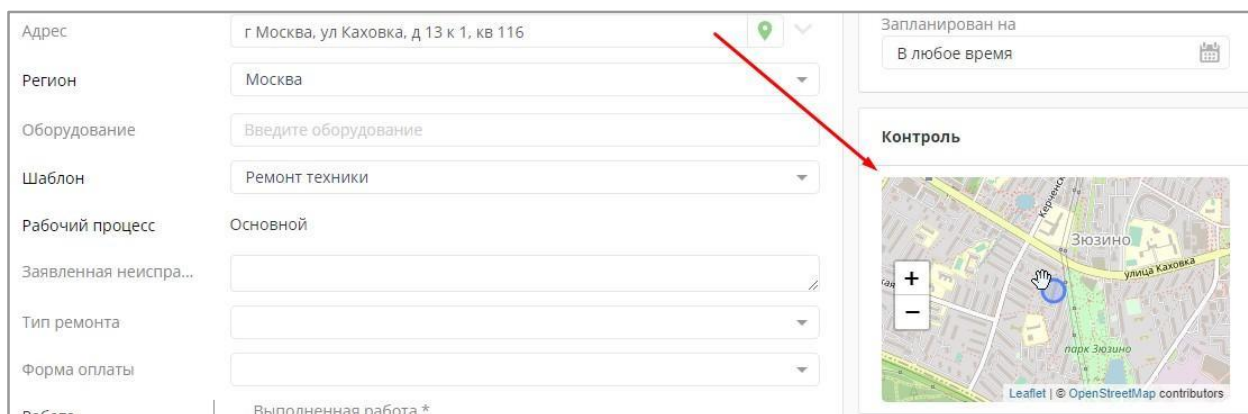 Адрес
г Москва, ул Каховка, д 13 к 1, кв 116
Регион
Москва
Оборудование
Введите оборудование
Шаблон
Ремонт техники
Рабочий процесс
Основной
Заявленная неиспра...
Тип ремонта
Форма оплаты
Выполненная работа *
Запланирован на
В любое время
Контроль
Керченск
Зюзино
улица Каховка
кая
парк Зюзино
+
−
Leaflet | © OpenStreetMap contributors